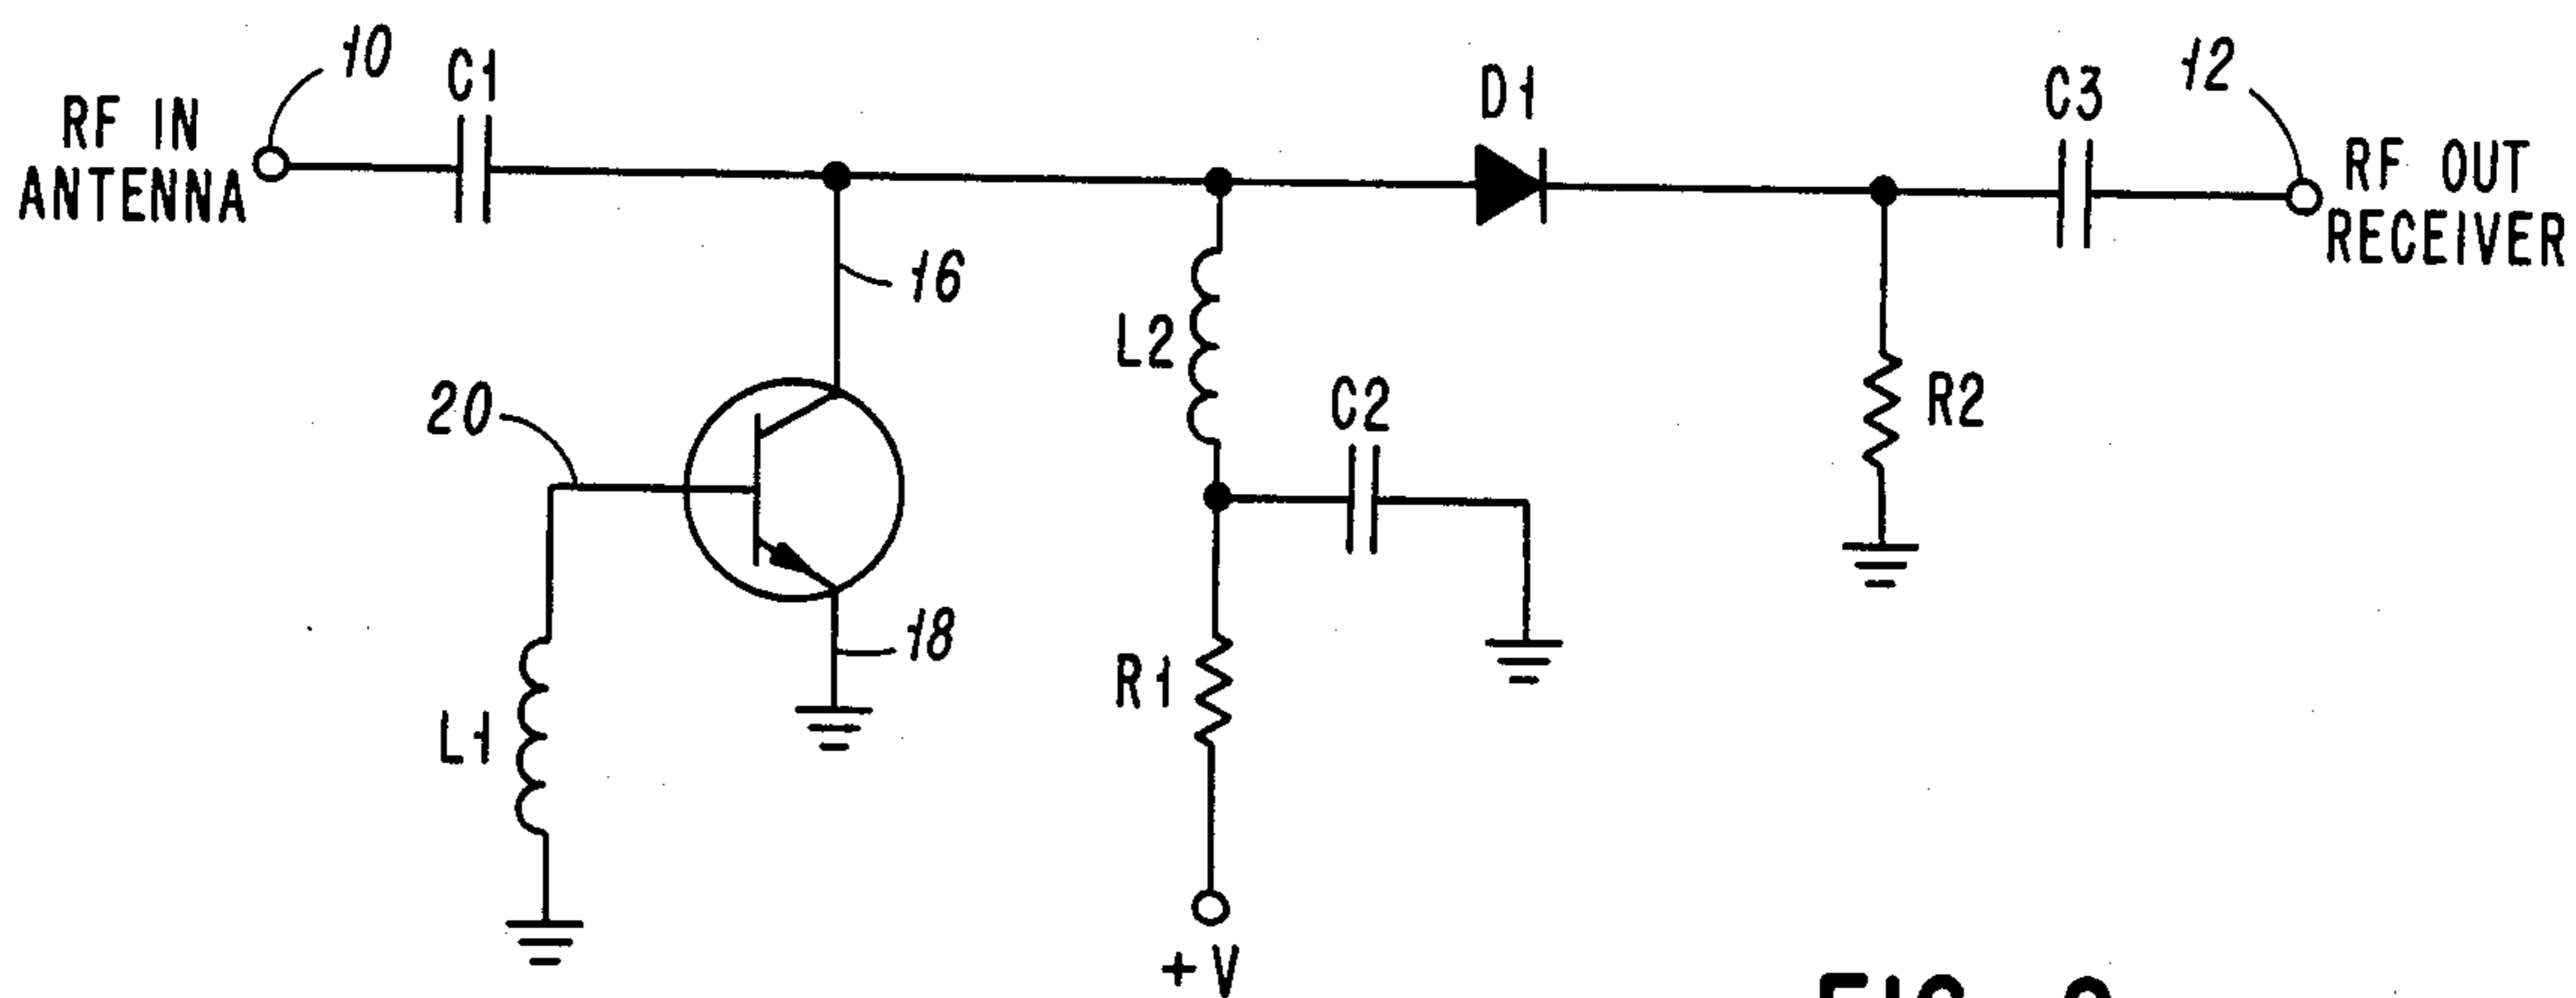 10
C1
RF IN
ANTENNA
D1
C3
12
RF OUT
RECEIVER
16
L2
20
C2
R2
18
R1
L1
+V